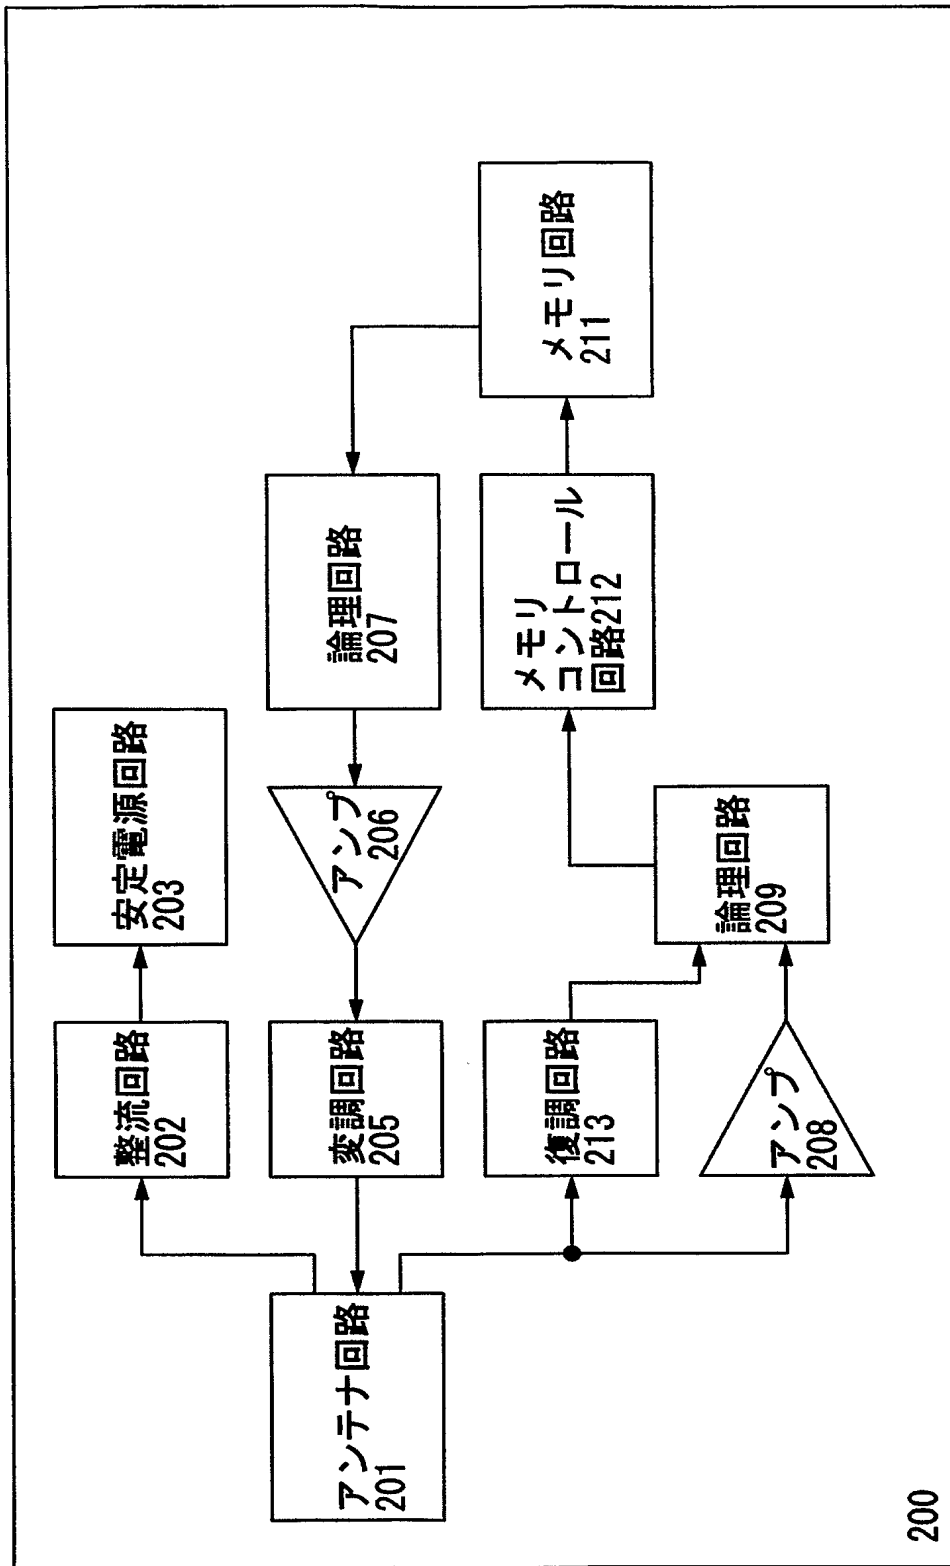 整流回路
202
安定電源回路
203
アンテナ回路
201
変調回路
205
アンプ
206
論理回路
207
復調回路
213
アンプ
208
論理回路
209
メモリ
コントロール
回路212
メモリ回路
211
200